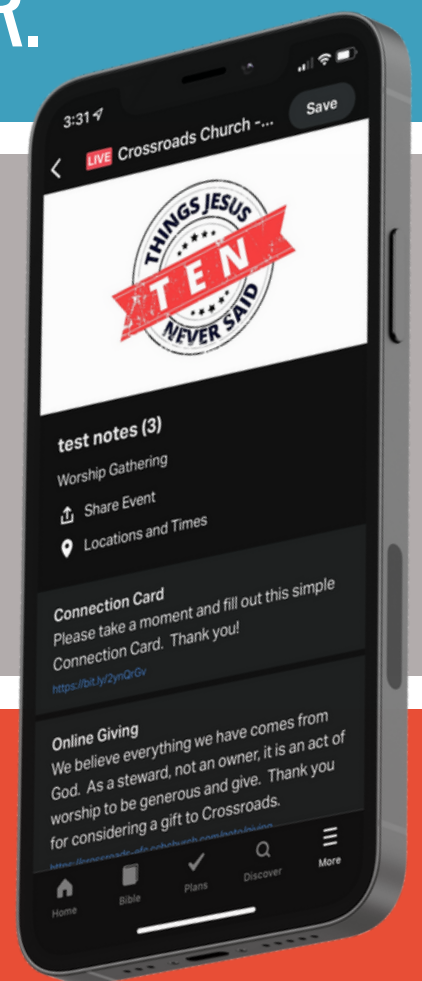 R.
3:31
LIVE Crossroads Church -...
Save
THINGS JESUS
TEN
NEVER SAID
test notes (3)
Worship Gathering
Share Event
Locations and Times
Connection Card
Please take a moment and fill out this simple
Connection Card. Thank you!
https://bit.ly/2ynQrGv
Online Giving
We believe everything we have comes from
God. As a steward, not an owner, it is an act of
worship to be generous and give. Thank you
for considering a gift to Crossroads.
Home
Bible
Plans
Discover
More